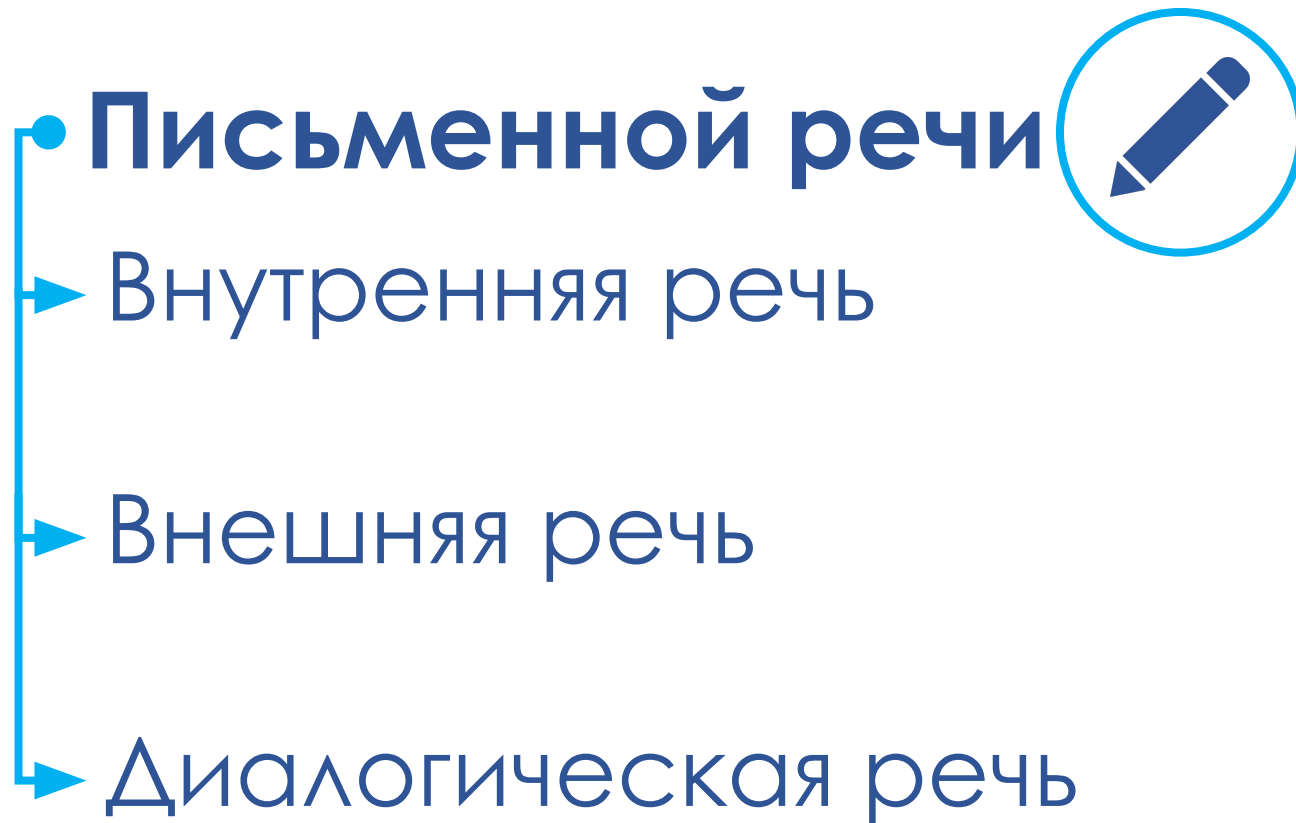 Письменной речи
Внутренняя речь
Внешняя речь
Диалогическая речь